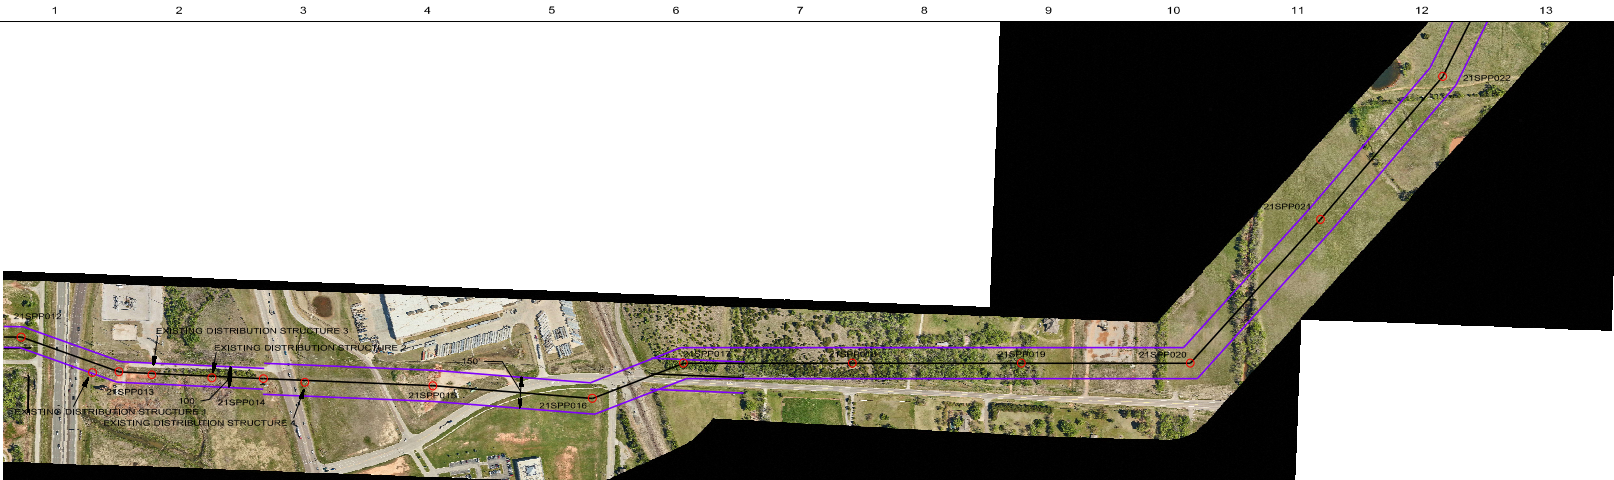 1 2 3 4 5 6 7 8 9 10 11 12 13
21SPP022
21SPP021
21SPP012
EXISTING DISTRIBUTION STRUCTURE 3
EXISTING DISTRIBUTION STRUCTURE 2
150'
21SPP017
21SPP019
21SPP020
21SPP013
100'
21SPP014
21SPP015
21SPP016
EXISTING DISTRIBUTION STRUCTURE 1
EXISTING DISTRIBUTION STRUCTURE 4